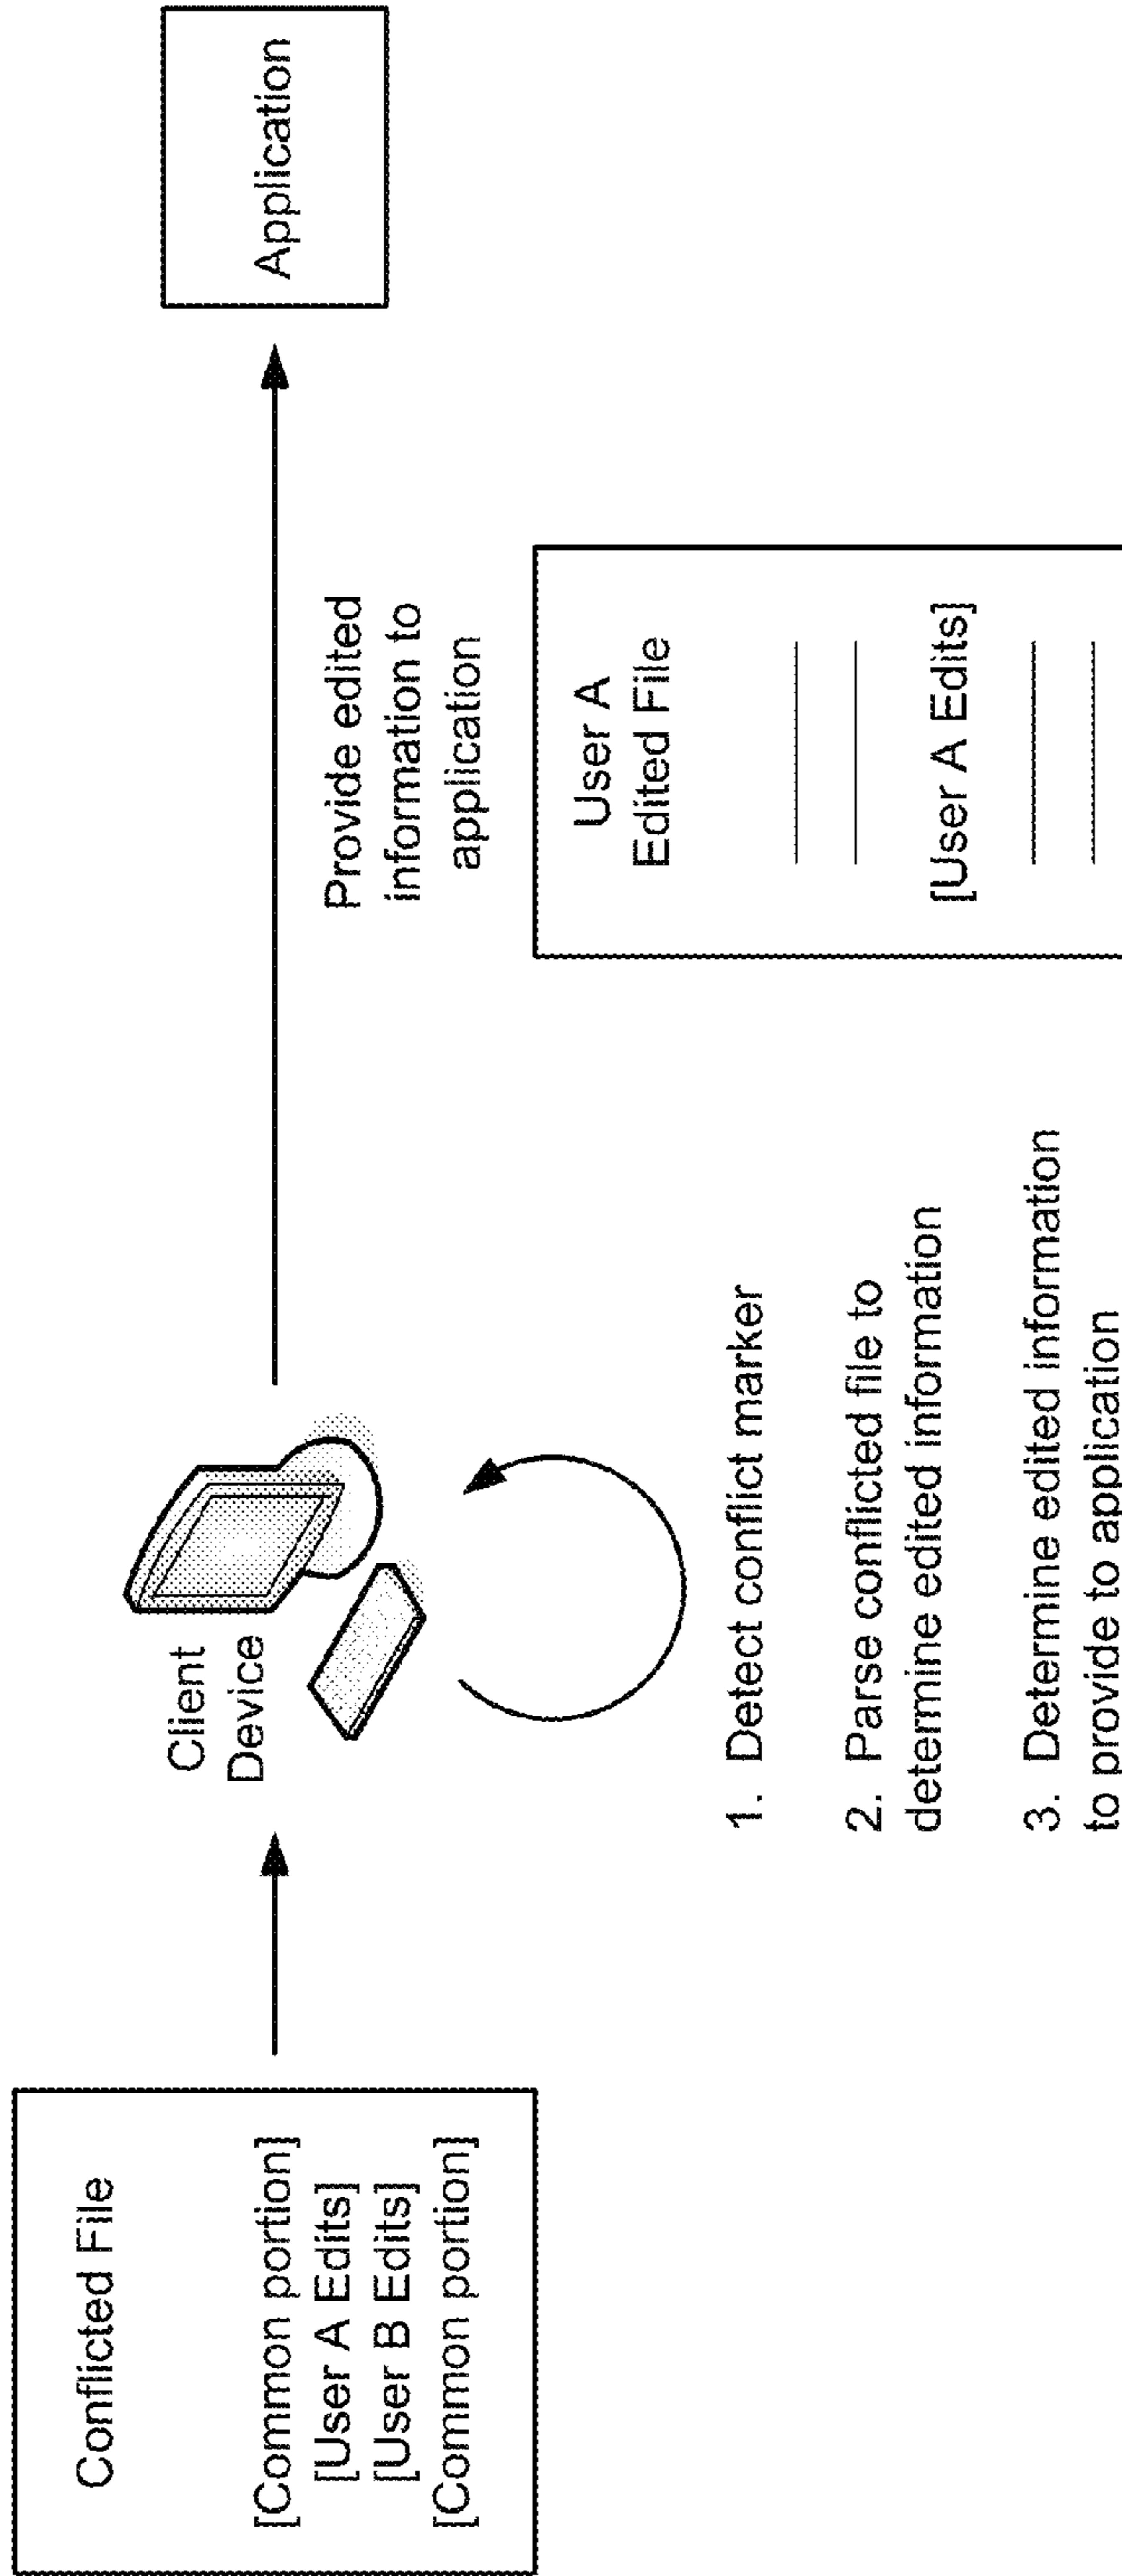 Conflicted File
[Common portion]
[User A Edits]
[User B Edits]
[Common portion]
Client
Device
1. Detect conflict marker
2. Parse conflicted file to
determine edited information
3. Determine edited information
to provide to application
Provide edited
information to
application
User A
Edited File
[User A Edits]
Application